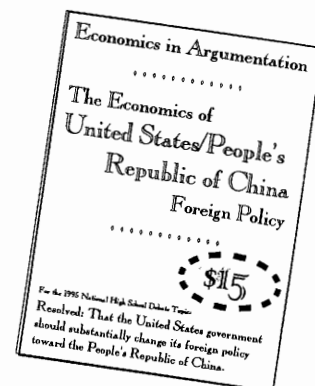 Economics in Argumentation
The Economics of
United States/People's
Republic of China
Foreign Policy
$15
For the 1995 National High School Debate Topic:
Resolved: That the United States government
should substantially change its foreign policy
toward the People's Republic of China.